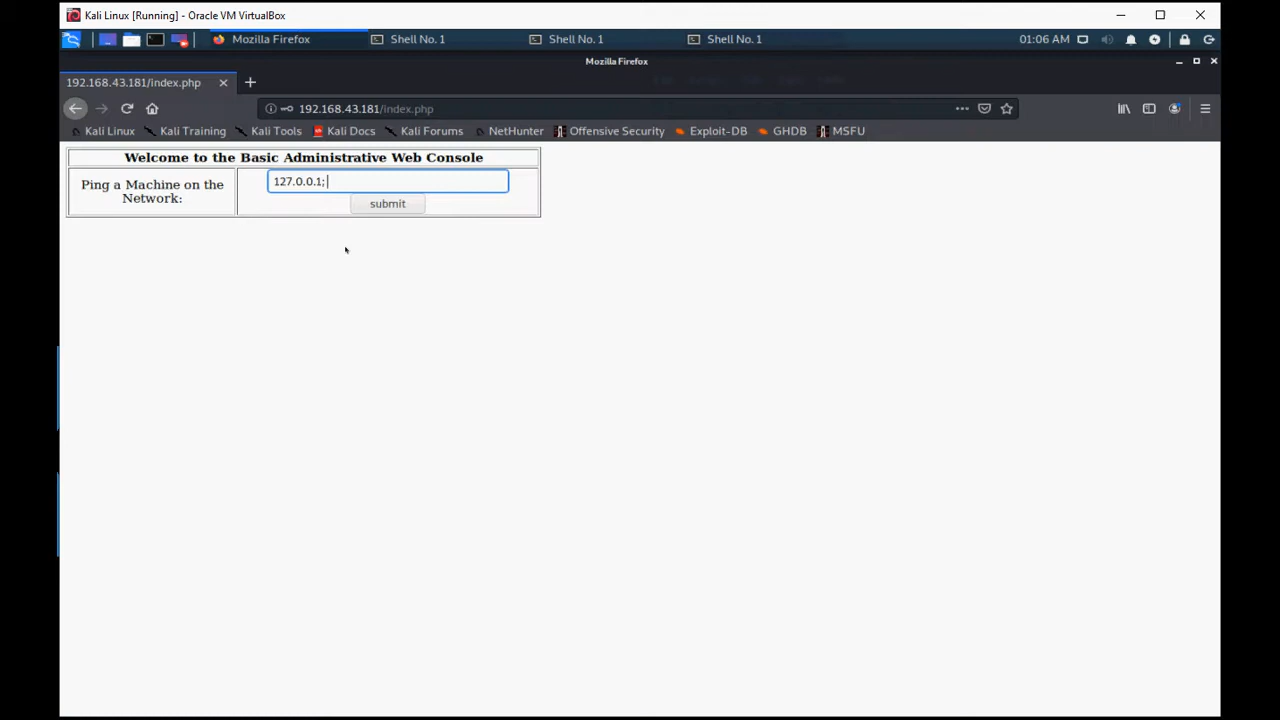 Kali Linux [Running] - Oracle VM VirtualBox
Mozilla Firefox Shell No. 1 Shell No. 1 Shell No. 1 01:06 AM
Mozilla Firefox
192.168.43.181/index.php
192.168.43.181/index.php
Kali Linux Kali Training Kali Tools Kali Docs Kali Forums NetHunter Offensive Security Exploit-DB GHDB MSFU
Welcome to the Basic Administrative Web Console
Ping a Machine on the
Network:
127.0.0.1;
submit